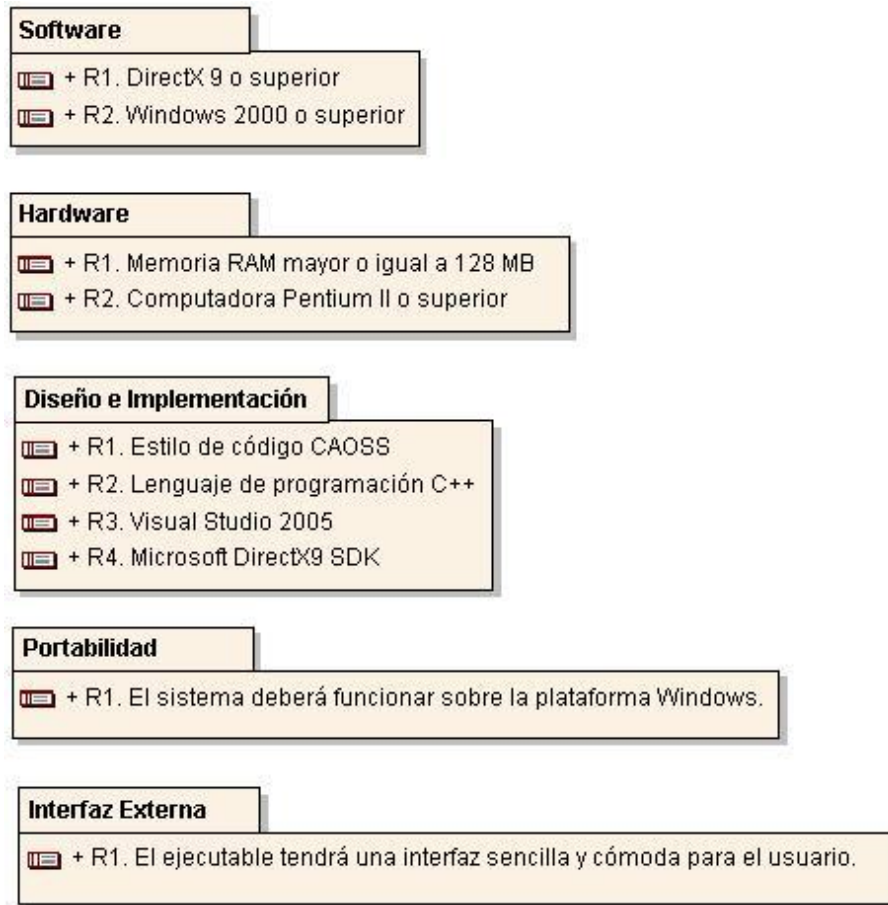 Software
+ R1. DirectX 9 o superior
+ R2. Windows 2000 o superior
Hardware
+ R1. Memoria RAM mayor o igual a 128 MB
+ R2. Computadora Pentium II o superior
Diseño e Implementación
+ R1. Estilo de código CAOSS
+ R2. Lenguaje de programación C++
+ R3. Visual Studio 2005
+ R4. Microsoft DirectX9 SDK
Portabilidad
+ R1. El sistema deberá funcionar sobre la plataforma Windows.
Interfaz Externa
+ R1. El ejecutable tendrá una interfaz sencilla y cómoda para el usuario.